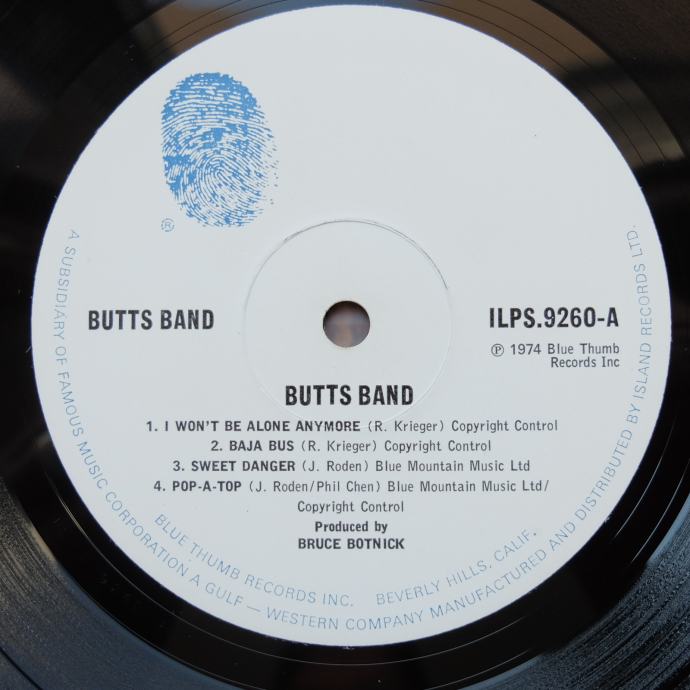 ®
BUTTS BAND
ILPS.9260-A
℗ 1974 Blue Thumb
Records Inc
BUTTS BAND
1. I WON'T BE ALONE ANYMORE (R. Krieger) Copyright Control
2. BAJA BUS (R. Krieger) Copyright Control
3. SWEET DANGER (J. Roden) Blue Mountain Music Ltd
4. POP-A-TOP (J. Roden/Phil Chen) Blue Mountain Music Ltd/
Copyright Control
Produced by
BRUCE BOTNICK
BLUE THUMB RECORDS INC. BEVERLY HILLS, CALIF.
A SUBSIDIARY OF FAMOUS MUSIC CORPORATION A GULF — WESTERN COMPANY MANUFACTURED AND DISTRIBUTED BY ISLAND RECORDS LTD.